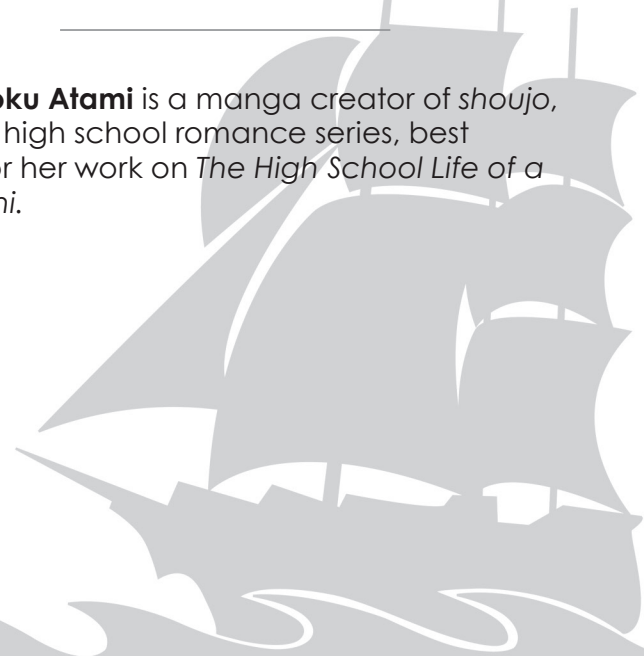 oku Atami is a manga creator of shoujo,
high school romance series, best
or her work on The High School Life of a
ni.